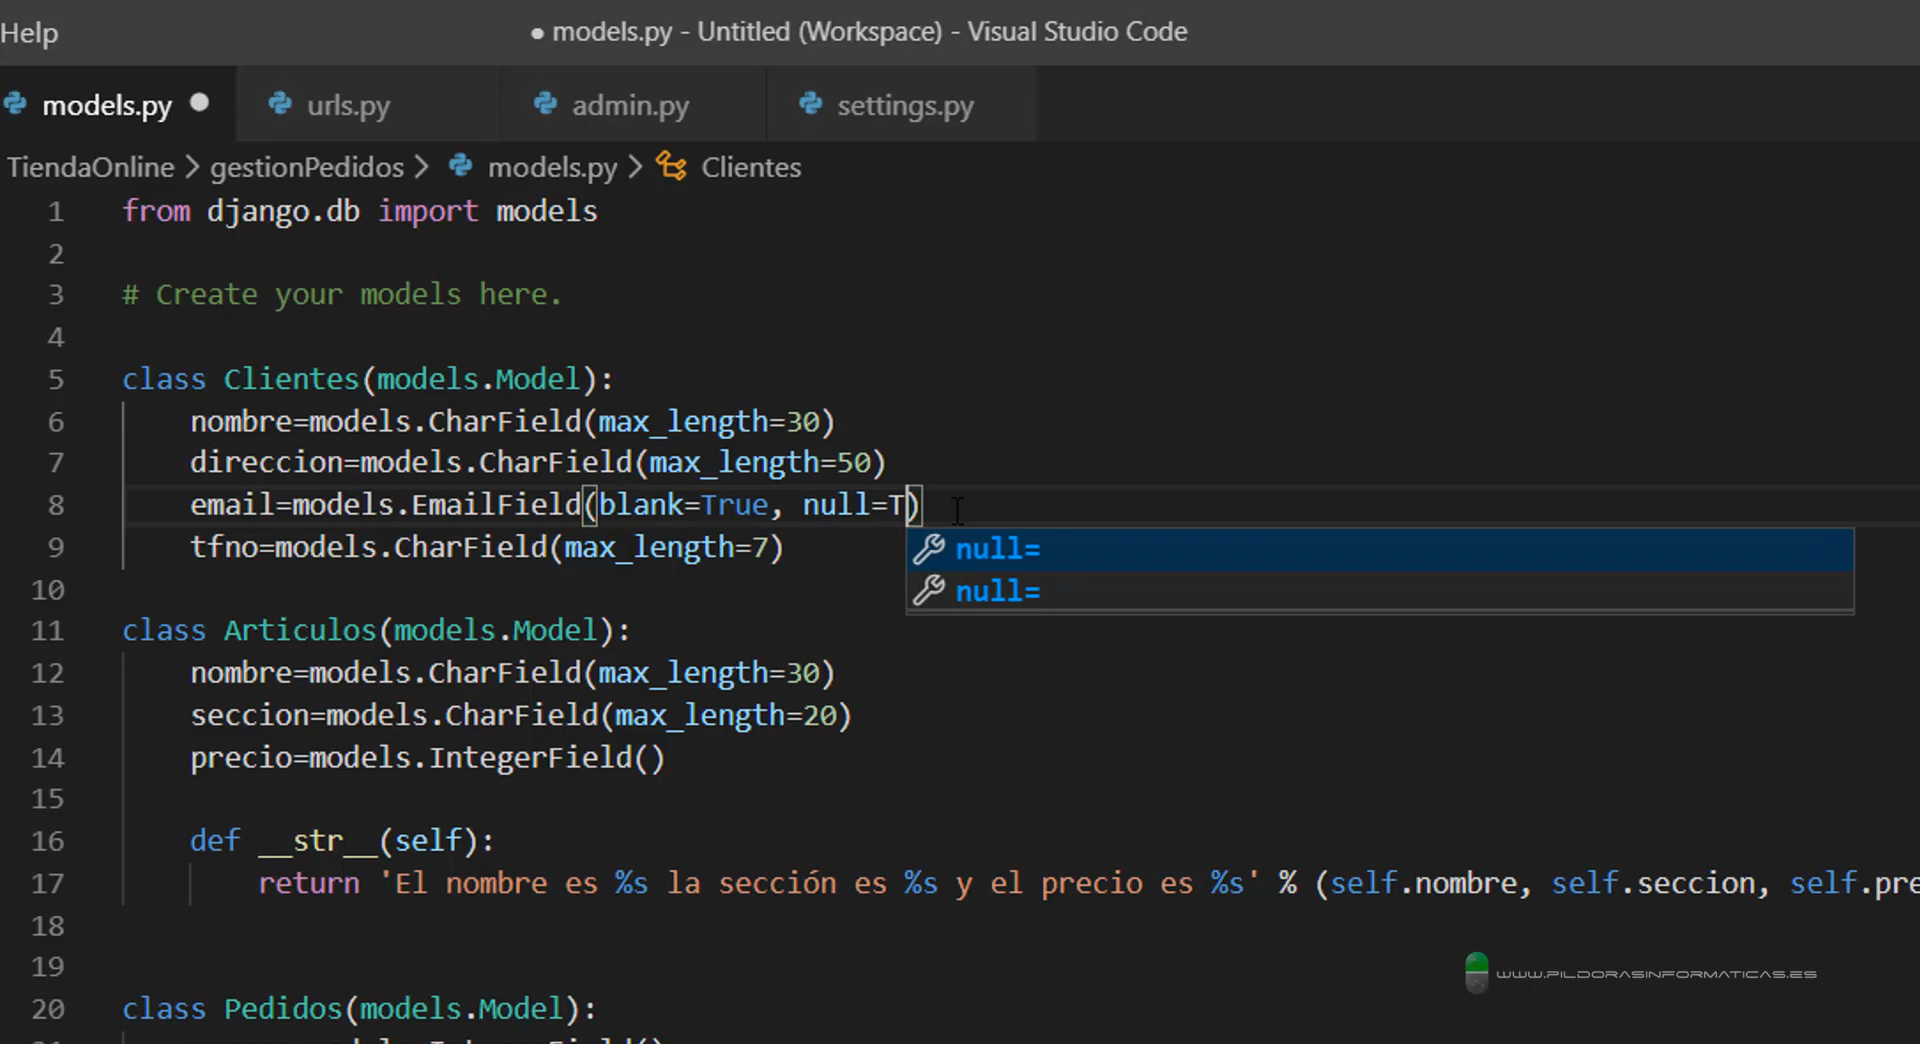 Help
● models.py - Untitled (Workspace) - Visual Studio Code
models.py ● urls.py admin.py settings.py
TiendaOnline > gestionPedidos > models.py > Clientes
1 from django.db import models
2
3 # Create your models here.
4
5 class Clientes(models.Model):
6 nombre=models.CharField(max_length=30)
7 direccion=models.CharField(max_length=50)
8 email=models.EmailField(blank=True, null=T)
9 tfno=models.CharField(max_length=7)
null=
null=
10
11 class Articulos(models.Model):
12 nombre=models.CharField(max_length=30)
13 seccion=models.CharField(max_length=20)
14 precio=models.IntegerField()
15
16 def __str__(self):
17 return 'El nombre es %s la sección es %s y el precio es %s' % (self.nombre, self.seccion, self.pre
18
19
20 class Pedidos(models.Model):
WWW.PILDORASINFORMATICAS.ES